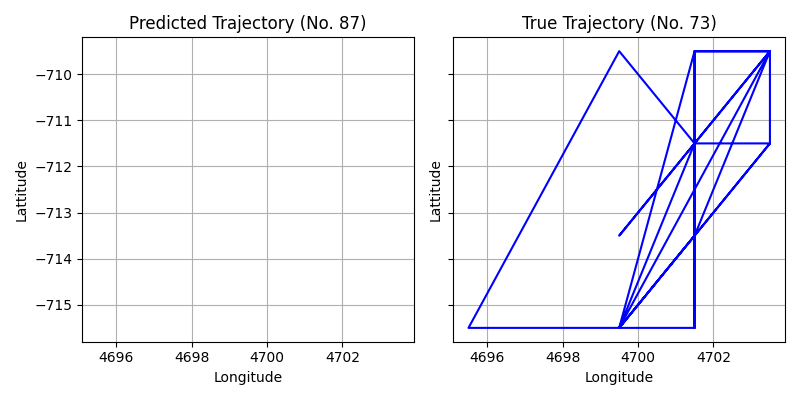 Predicted Trajectory (No. 87)
Lattitude
−710
−711
−712
−713
−714
−715
4696
4698
4700
4702
Longitude
True Trajectory (No. 73)
Lattitude
4696
4698
4700
4702
Longitude